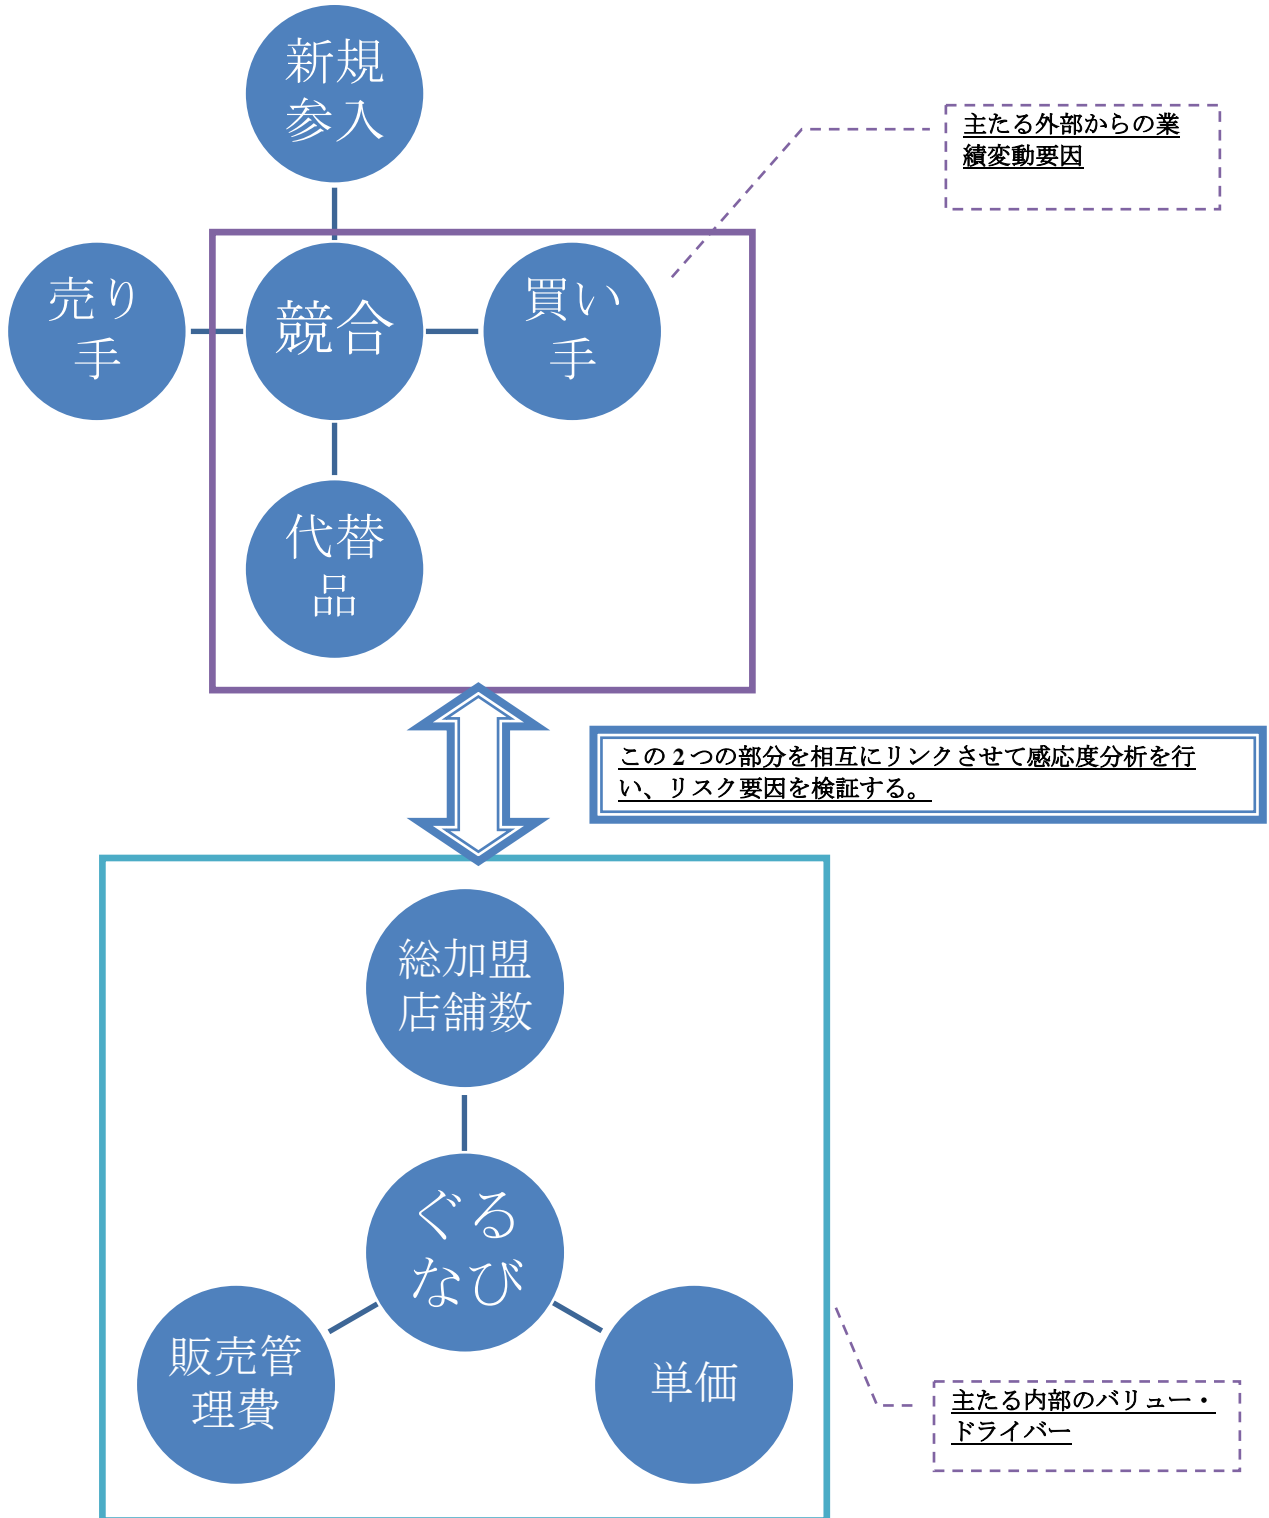 新規
参入
主たる外部からの業
績変動要因
売り
手
競合
買い
手
代替
品
この 2 つの部分を相互にリンクさせて感応度分析を行
い、リスク要因を検証する。
総加盟
店舗数
ぐる
なび
販売管
理費
単価
主たる内部のバリュー・
ドライバー